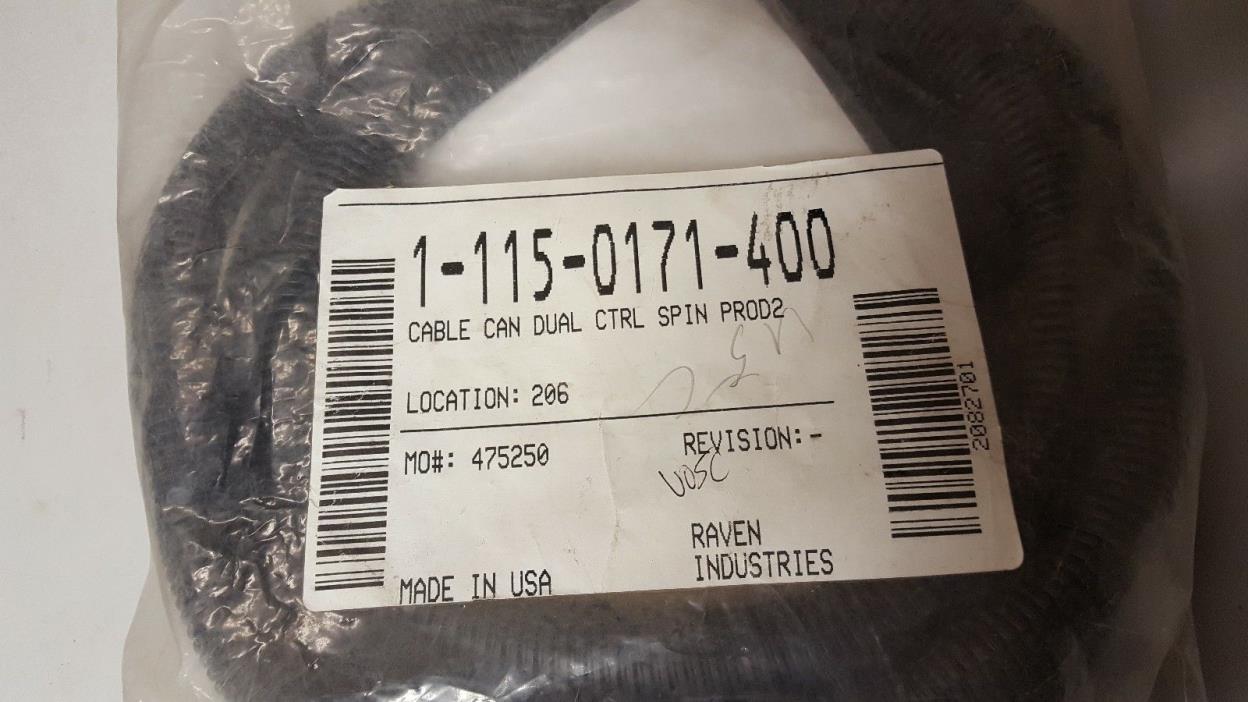 1-115-0171-400
CABLE CAN DUAL CTRL SPIN PROD2
LOCATION: 206
MO#: 475250
REVISION: -
RAVEN
INDUSTRIES
MADE IN USA
2082701